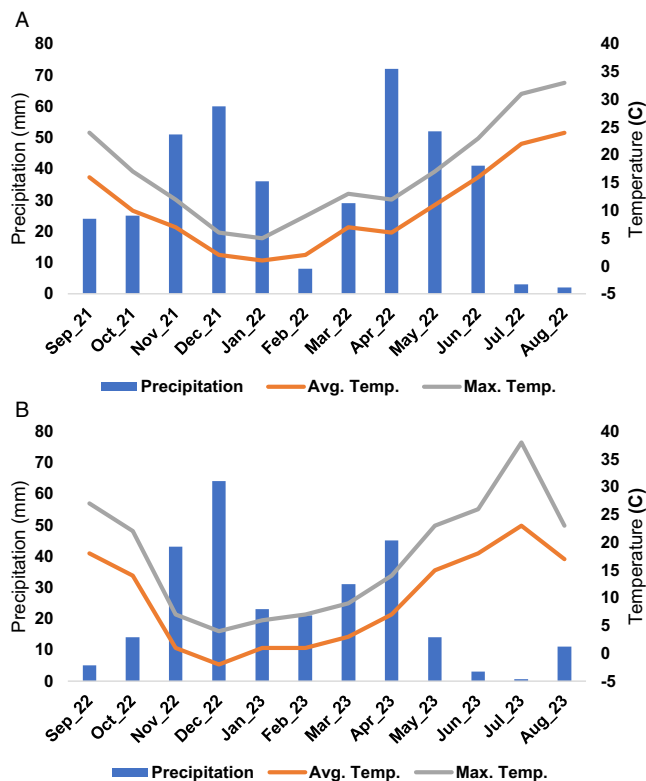 A
80 70 60 50 40 30 20 10 0
Precipitation (mm)
40 35 30 25 20 15 10 5 0 -5
Temperature (C)
Sep_21 Oct_21 Nov_21 Dec_21 Jan_22 Feb_22 Mar_22 Apr_22 May_22 Jun_22 Jul_22 Aug_22
Precipitation Avg. Temp. Max. Temp.
B
80 70 60 50 40 30 20 10 0
Precipitation (mm)
40 35 30 25 20 15 10 5 0 -5
Temperature (C)
Sep_22 Oct_22 Nov_22 Dec_22 Jan_23 Feb_23 Mar_23 Apr_23 May_23 Jun_23 Jul_23 Aug_23
Precipitation Avg. Temp. Max. Temp.